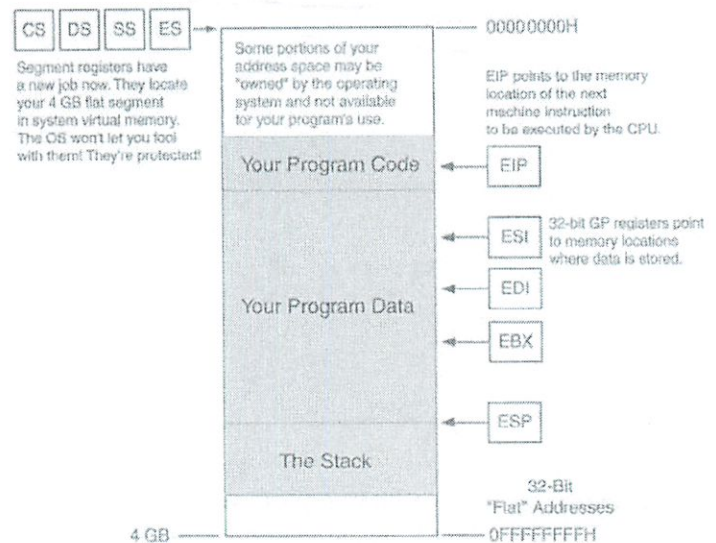 CS DS SS ES
00000000H
Some portions of your
address space may be
"owned" by the operating
system and not available
for your program's use.
Segment registers have
a new job now. They locate
your 4 GB flat segment
in system virtual memory.
The OS won't let you fool
with them! They're protected!
EIP points to the memory
location of the next
machine instruction
to be executed by the CPU.
Your Program Code
EIP
ESI
32-bit GP registers point
to memory locations
where data is stored.
EDI
Your Program Data
EBX
ESP
The Stack
32-Bit
"Flat" Addresses
4 GB
0FFFFFFFFH